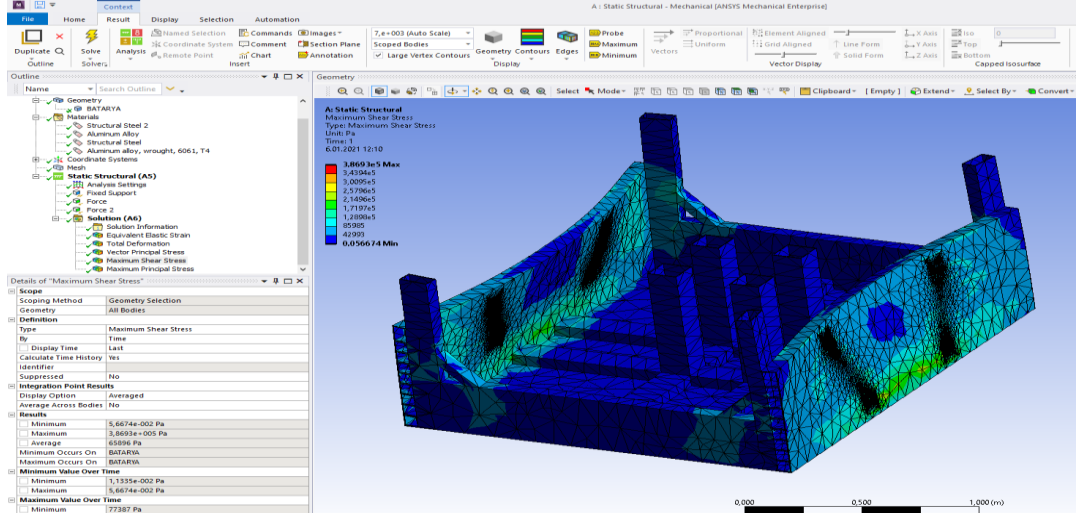 A : Static Structural - Mechanical [ANSYS Mechanical Enterprise]
Context
File Home Result Display Selection Automation
Duplicate Q
Outline
Solve
Solvers
Analysis
Named Selection
Coordinate System
Remote Point
Commands
Comment
Chart
Images
Section Plane
Annotation
Insert
7,e+003 (Auto Scale)
Scoped Bodies
Large Vertex Contours
Geometry Contours Edges
Display
Probe
Maximum
Minimum
Vectors
Proportional
Uniform
Element Aligned
Grid Aligned
Line Form
Solid Form
X Axis
Y Axis
Z Axis
Vector Display
Iso
Top
Bottom
0
Capped Isosurface
Outline
Name Search Outline
Geometry
BATARYA
Materials
Structural Steel 2
Aluminum Alloy
Structural Steel
Aluminum alloy, wrought, 6061, T4
Coordinate Systems
Mesh
Static Structural (A5)
Analysis Settings
Fixed Support
Force
Force 2
Solution (A6)
Solution Information
Equivalent Elastic Strain
Total Deformation
Vector Principal Stress
Maximum Shear Stress
Maximum Principal Stress
Details of "Maximum Shear Stress"
Scope
Scoping Method Geometry Selection
Geometry All Bodies
Definition
Type Maximum Shear Stress
By Time
Display Time Last
Calculate Time History Yes
Identifier
Suppressed No
Integration Point Results
Display Option Averaged
Average Across Bodies No
Results
Minimum 5,6674e-002 Pa
Maximum 3,8693e+005 Pa
Average 65896 Pa
Minimum Occurs On BATARYA
Maximum Occurs On BATARYA
Minimum Value Over Time
Minimum 1,1335e-002 Pa
Maximum 5,6674e-002 Pa
Maximum Value Over Time
Minimum 77387 Pa
Geometry
Select Mode Clipboard [ Empty ] Extend Select By Convert
A: Static Structural
Maximum Shear Stress
Type: Maximum Shear Stress
Unit: Pa
Time: 1
6.01.2021 12:10
3,8693e5 Max
3,4394e5
3,0095e5
2,5796e5
2,1496e5
1,7197e5
1,2898e5
85985
42993
0,056674 Min
0,000 0,500 1,000 (m)